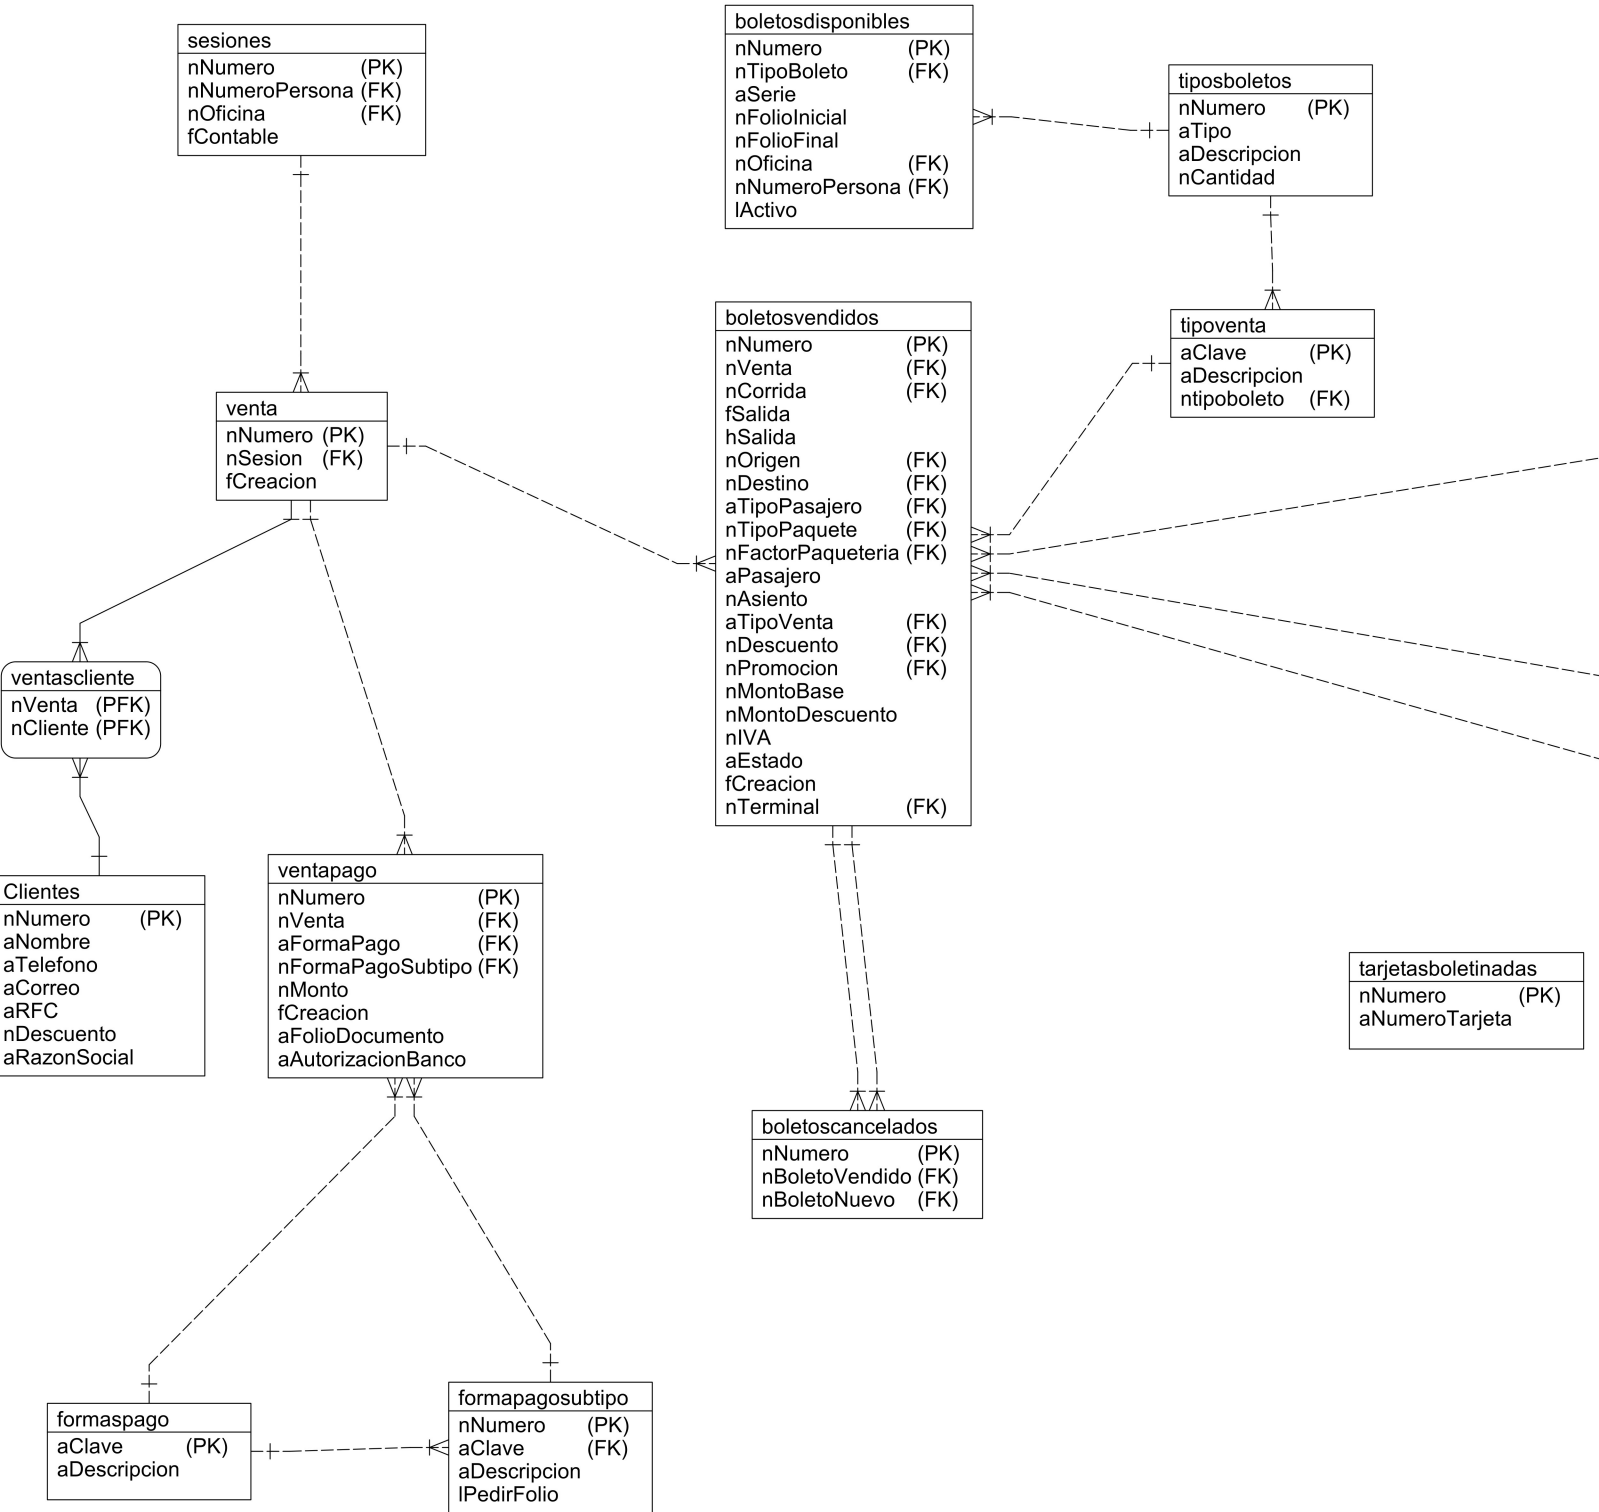 sesiones
nNumero (PK)
nNumeroPersona (FK)
nOficina (FK)
fContable
boletosdisponibles
nNumero (PK)
nTipoBoleto (FK)
aSerie
nFolioInicial
nFolioFinal
nOficina (FK)
nNumeroPersona (FK)
lActivo
tiposboletos
nNumero (PK)
aTipo
aDescripcion
nCantidad
tipoventa
aClave (PK)
aDescripcion
ntipoboleto (FK)
boletosvendidos
nNumero (PK)
nVenta (FK)
nCorrida (FK)
fSalida
hSalida
nOrigen (FK)
nDestino (FK)
aTipoPasajero (FK)
nTipoPaquete (FK)
nFactorPaqueteria (FK)
aPasajero
nAsiento
aTipoVenta (FK)
nDescuento (FK)
nPromocion (FK)
nMontoBase
nMontoDescuento
nIVA
aEstado
fCreacion
nTerminal (FK)
venta
nNumero (PK)
nSesion (FK)
fCreacion
ventascliente
nVenta (PFK)
nCliente (PFK)
Clientes
nNumero (PK)
aNombre
aTelefono
aCorreo
aRFC
nDescuento
aRazonSocial
ventapago
nNumero (PK)
nVenta (FK)
aFormaPago (FK)
nFormaPagoSubtipo (FK)
nMonto
fCreacion
aFolioDocumento
aAutorizacionBanco
tarjetasboletinadas
nNumero (PK)
aNumeroTarjeta
boletoscancelados
nNumero (PK)
nBoletoVendido (FK)
nBoletoNuevo (FK)
formaspago
aClave (PK)
aDescripcion
formapagosubtipo
nNumero (PK)
aClave (FK)
aDescripcion
lPedirFolio